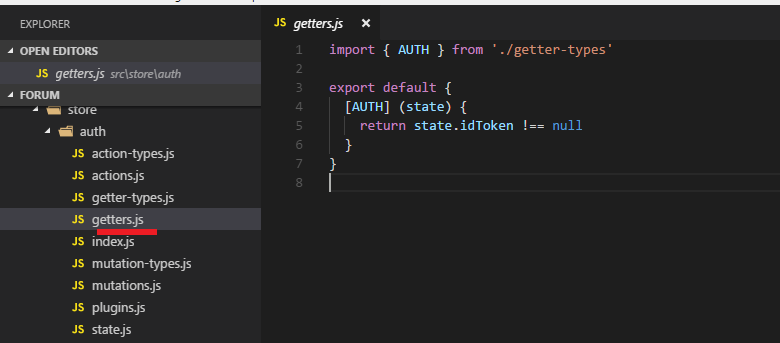 EXPLORER
OPEN EDITORS
JS getters.js src\store\auth
FORUM
store
auth
JS action-types.js
JS actions.js
JS getter-types.js
JS getters.js
JS index.js
JS mutation-types.js
JS mutations.js
JS plugins.js
JS state.js
JS getters.js ×
1 import { AUTH } from './getter-types'
2
3 export default {
4 [AUTH] (state) {
5 return state.idToken !== null
6 }
7 }
8